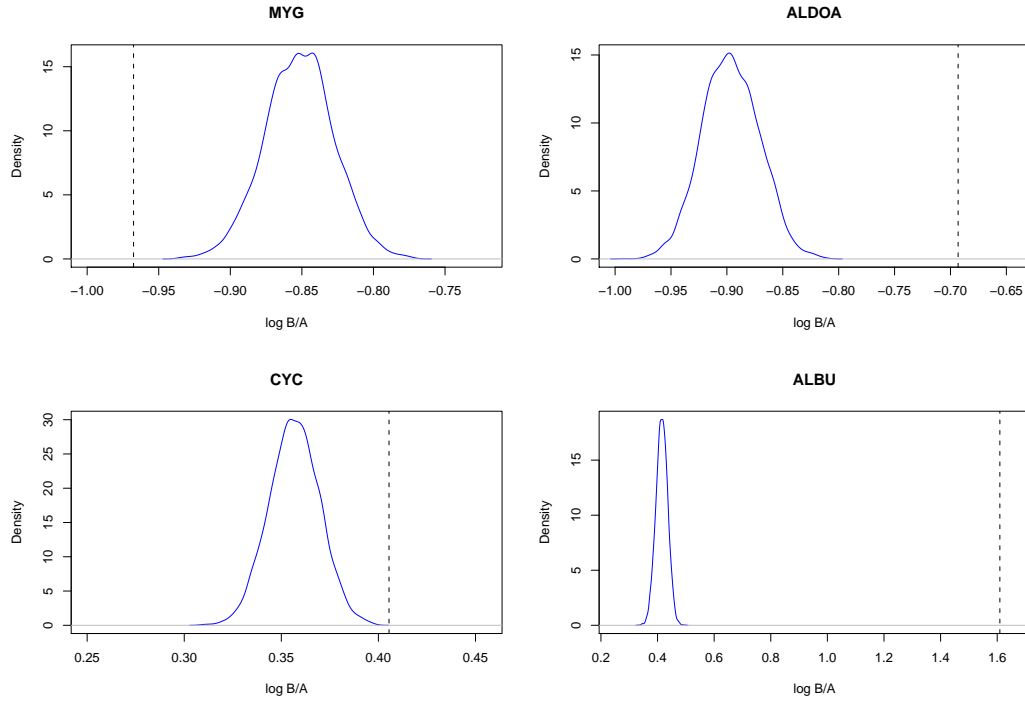 MYG
Density
15
10
5
0
−1.00 −0.95 −0.90 −0.85 −0.80 −0.75
log B/A
ALDOA
Density
15
10
5
0
−1.00 −0.95 −0.90 −0.85 −0.80 −0.75 −0.70 −0.65
log B/A
CYC
Density
30
25
20
15
10
5
0
0.25 0.30 0.35 0.40 0.45
log B/A
ALBU
Density
15
10
5
0
0.2 0.4 0.6 0.8 1.0 1.2 1.4 1.6
log B/A